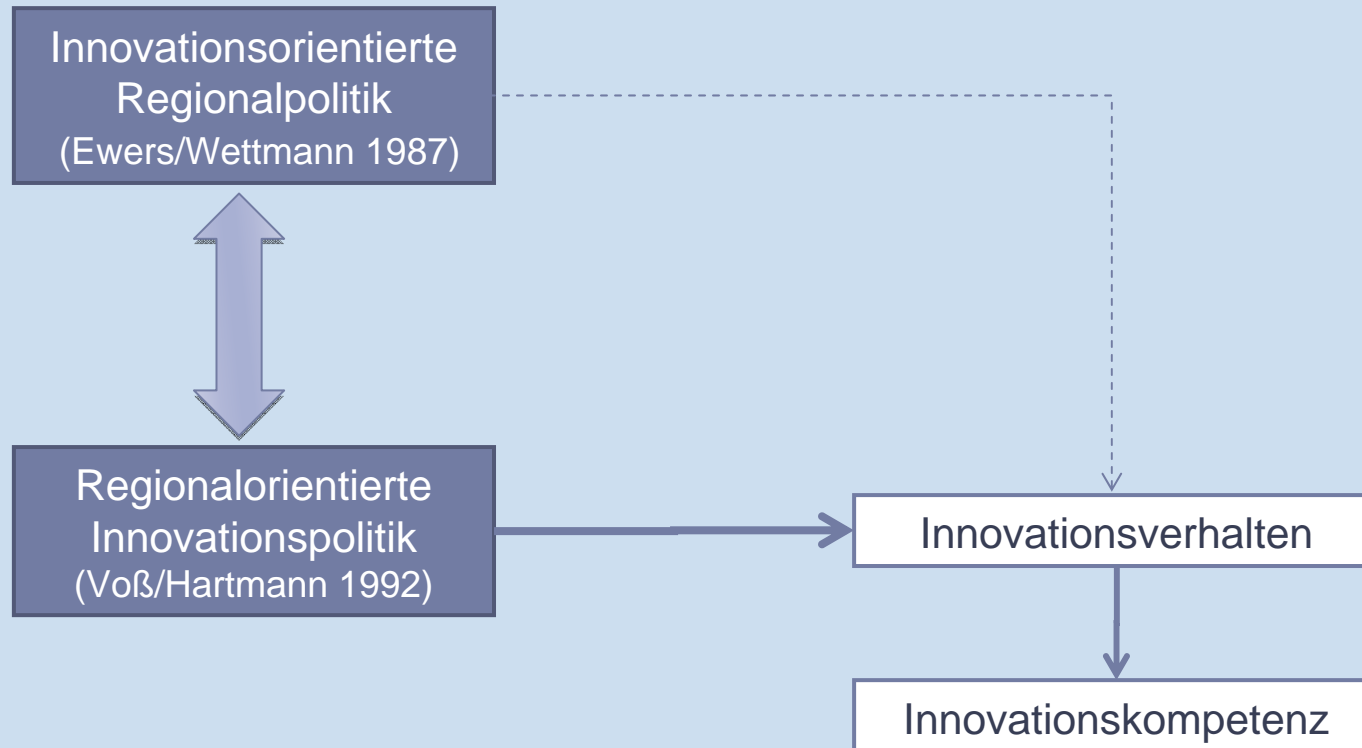 Innovationsorientierte
Regionalpolitik
(Ewers/Wettmann 1987)
Regionalorientierte
Innovationspolitik
(Voß/Hartmann 1992)
Innovationsverhalten
Innovationskompetenz